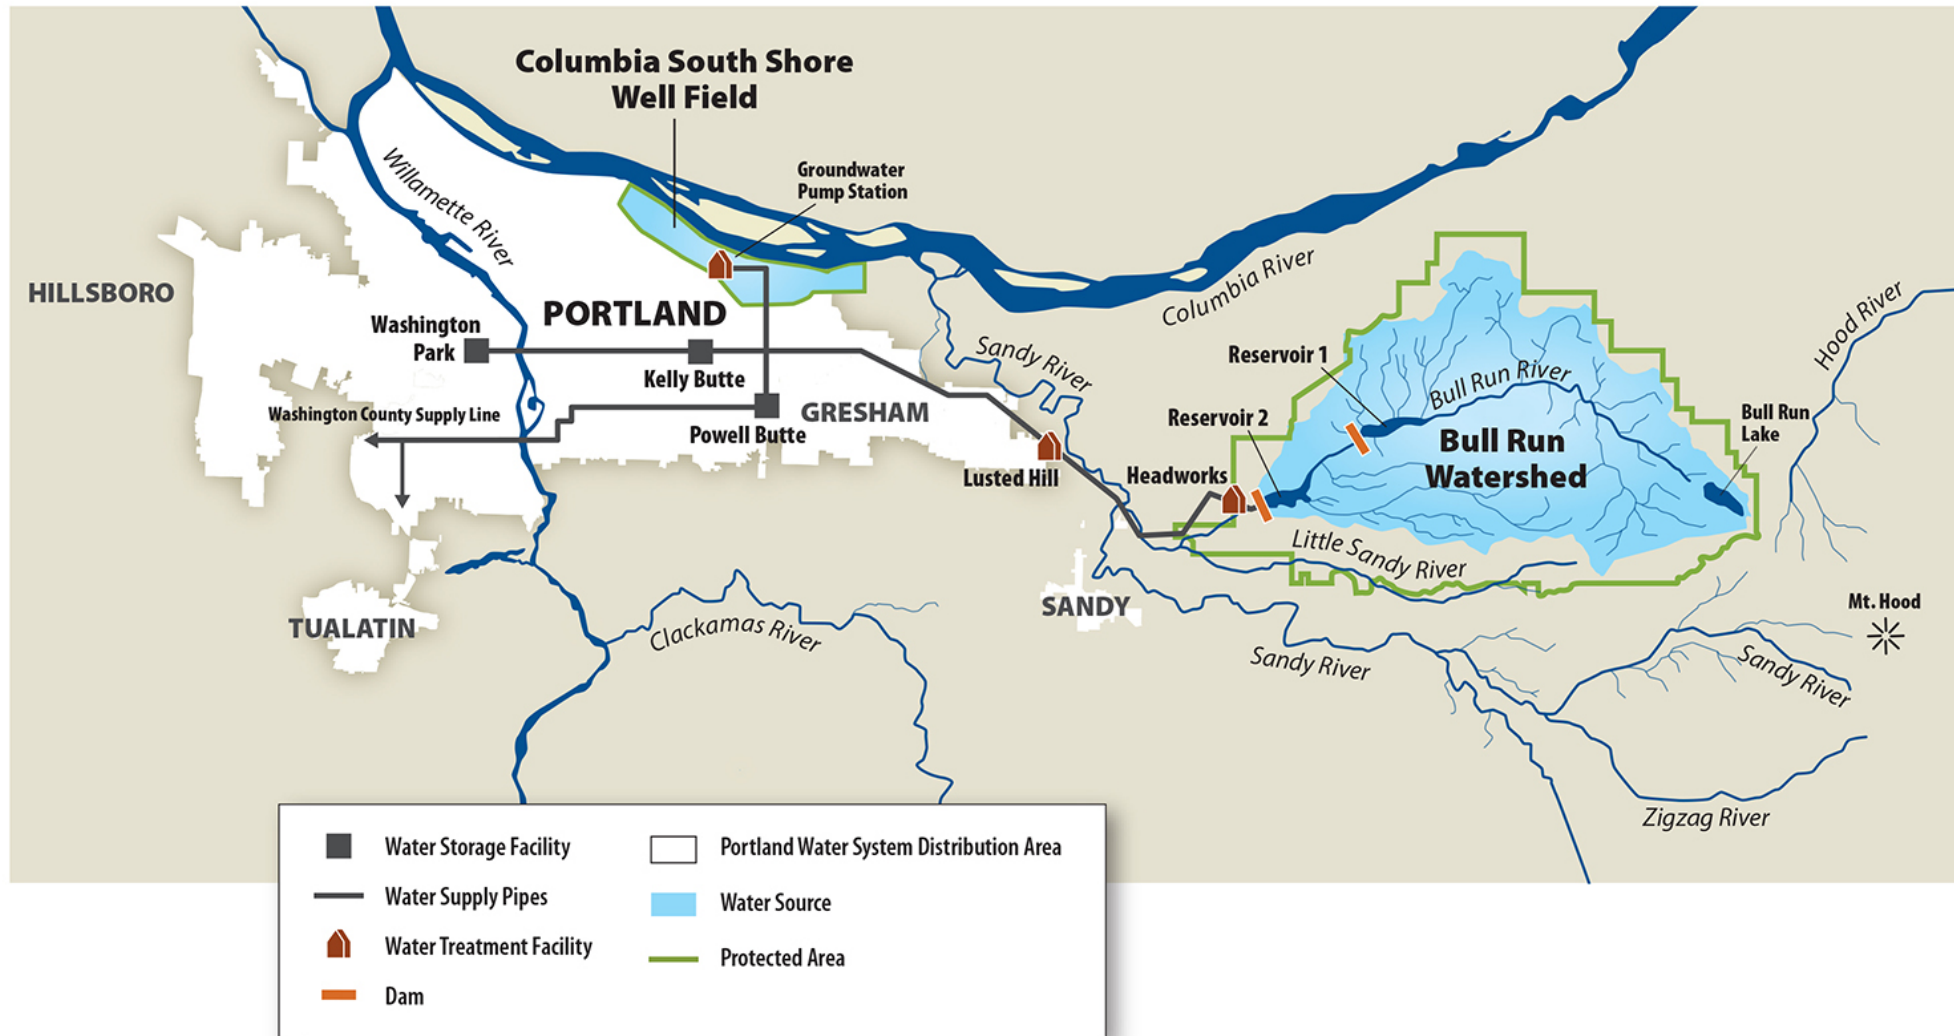 Columbia South Shore
Well Field
Groundwater
Pump Station
Willamette River
HILLSBORO
PORTLAND
Washington
Park
Kelly Butte
Washington County Supply Line
Powell Butte
GRESHAM
Columbia River
Sandy River
Lusted Hill
Headworks
Reservoir 1
Reservoir 2
Bull Run River
Bull Run
Watershed
Bull Run
Lake
Hood River
Little Sandy River
Mt. Hood
SANDY
TUALATIN
Clackamas River
Sandy River
Sandy River
Zigzag River
Water Storage Facility
Water Supply Pipes
Water Treatment Facility
Dam
Portland Water System Distribution Area
Water Source
Protected Area